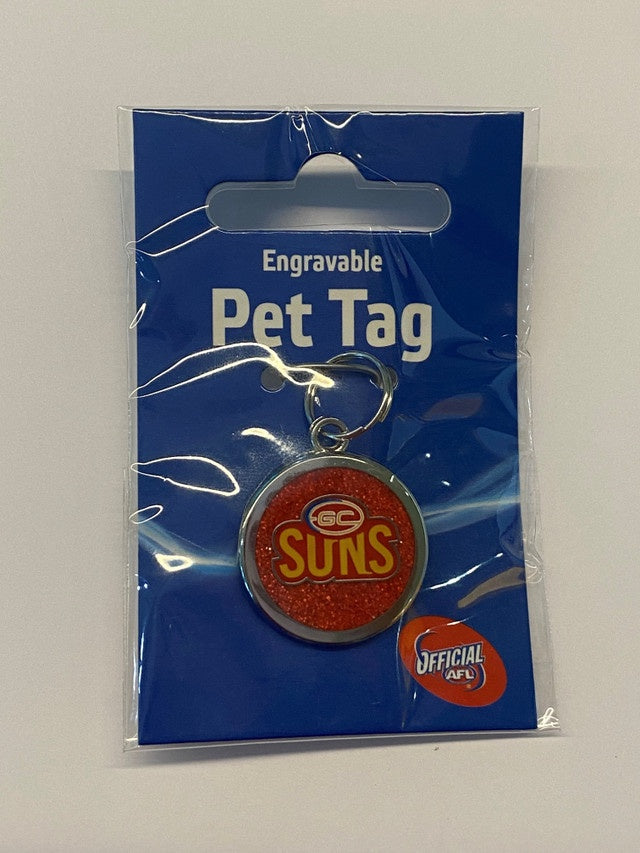 Engravable
Pet Tag
GC
SUNS
OFFICIAL
AFL